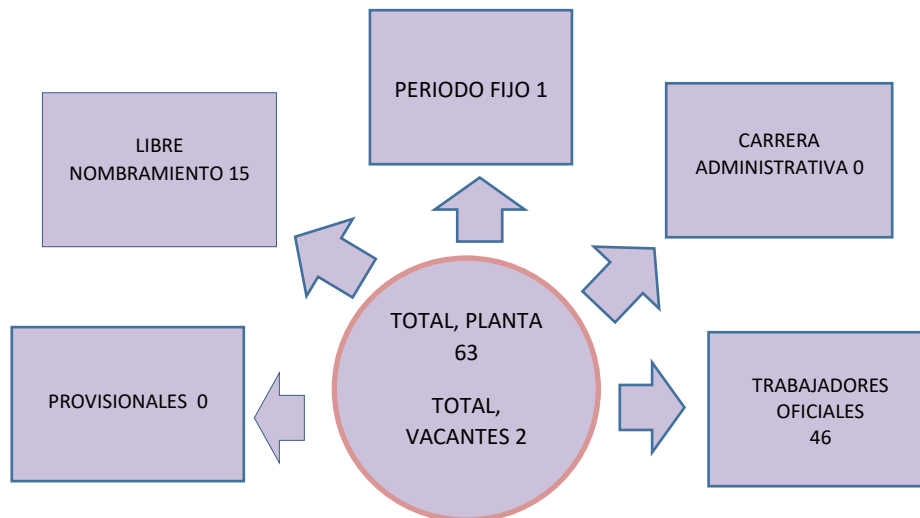 PERIODO FIJO 1
LIBRE
NOMBRAMIENTO 15
CARRERA
ADMINISTRATIVA 0
TOTAL, PLANTA
63
TOTAL,
VACANTES 2
PROVISIONALES 0
TRABAJADORES
OFICIALES
46